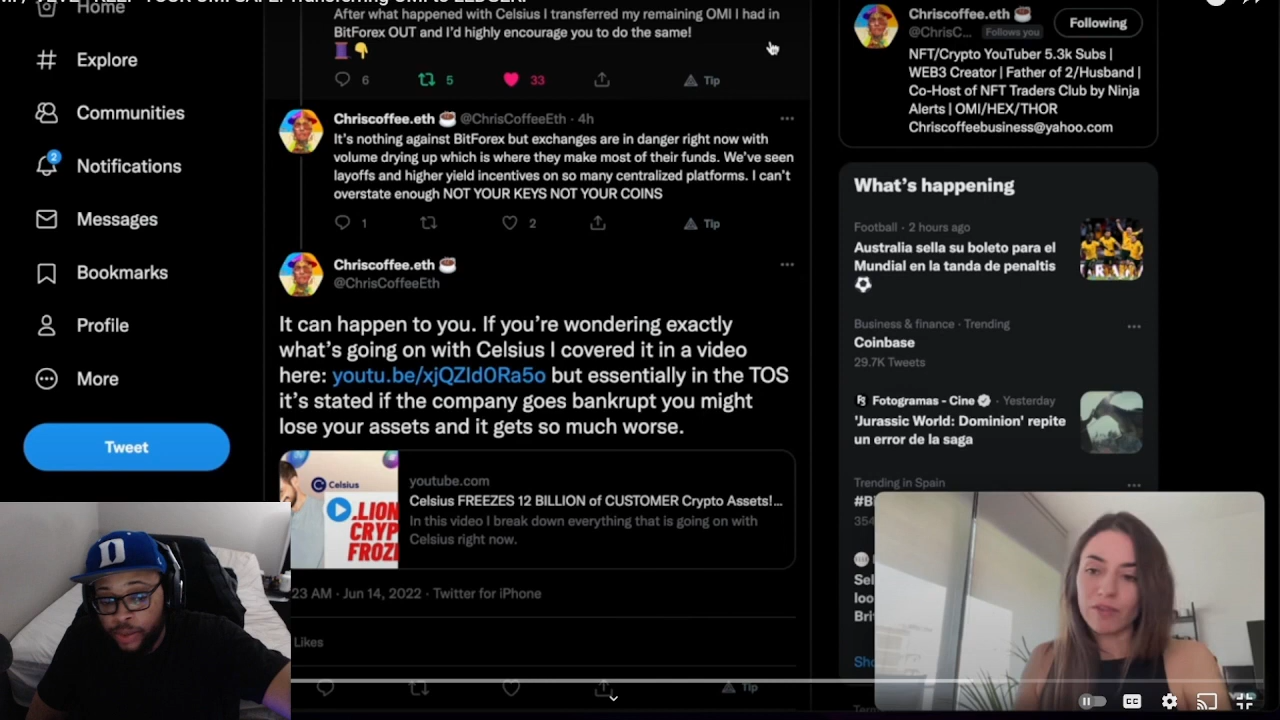 Home
Explore
Communities
2
Notifications
Messages
Bookmarks
Profile
More
Tweet
After what happened with Celsius I transferred my remaining OMI I had in
BitForex OUT and I'd highly encourage you to do the same!
🧵👇
6
5
33
Tip
Chriscoffee.eth ☕ @ChrisCoffeeEth · 4h
It's nothing against BitForex but exchanges are in danger right now with
volume drying up which is where they make most of their funds. We've seen
layoffs and higher yield incentives on so many centralized platforms. I can't
overstate enough NOT YOUR KEYS NOT YOUR COINS
1
2
Tip
Chriscoffee.eth ☕
@ChrisCoffeeEth
It can happen to you. If you're wondering exactly
what's going on with Celsius I covered it in a video
here: youtu.be/xjQZId0Ra5o but essentially in the TOS
it's stated if the company goes bankrupt you might
lose your assets and it gets so much worse.
Celsius
youtube.com
Celsius FREEZES 12 BILLION of CUSTOMER Crypto Assets!...
In this video I break down everything that is going on with
Celsius right now.
23 AM · Jun 14, 2022 · Twitter for iPhone
Likes
Tip
Chriscoffee.eth ☕
@ChrisC...
Follows you
Following
NFT/Crypto YouTuber 5.3k Subs |
WEB3 Creator | Father of 2/Husband |
Co-Host of NFT Traders Club by Ninja
Alerts | OMI/HEX/THOR
Chriscoffeebusiness@yahoo.com
What's happening
Football · 2 hours ago
Australia sella su boleto para el
Mundial en la tanda de penaltis
⚽
Business & finance · Trending
Coinbase
29.7K Tweets
Fotogramas - Cine · Yesterday
'Jurassic World: Dominion' repite
un error de la saga
Trending in Spain
CC